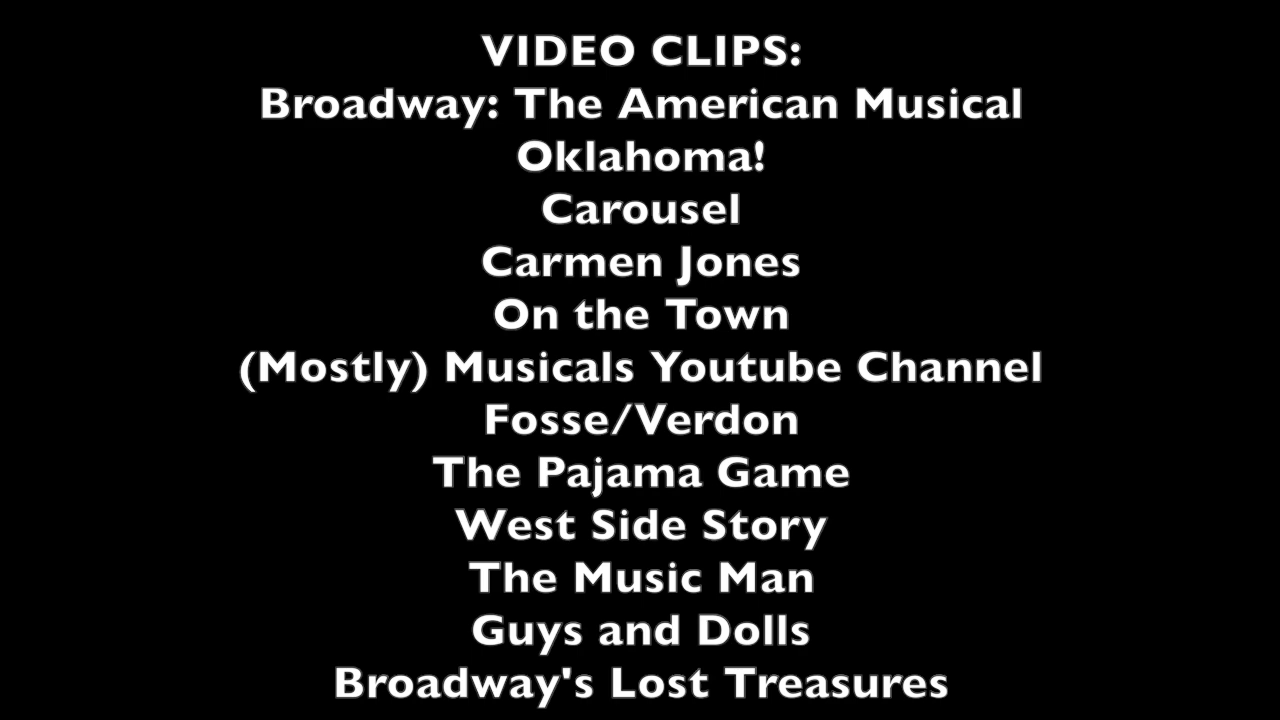 VIDEO CLIPS:
Broadway: The American Musical
Oklahoma!
Carousel
Carmen Jones
On the Town
(Mostly) Musicals Youtube Channel
Fosse/Verdon
The Pajama Game
West Side Story
The Music Man
Guys and Dolls
Broadway's Lost Treasures